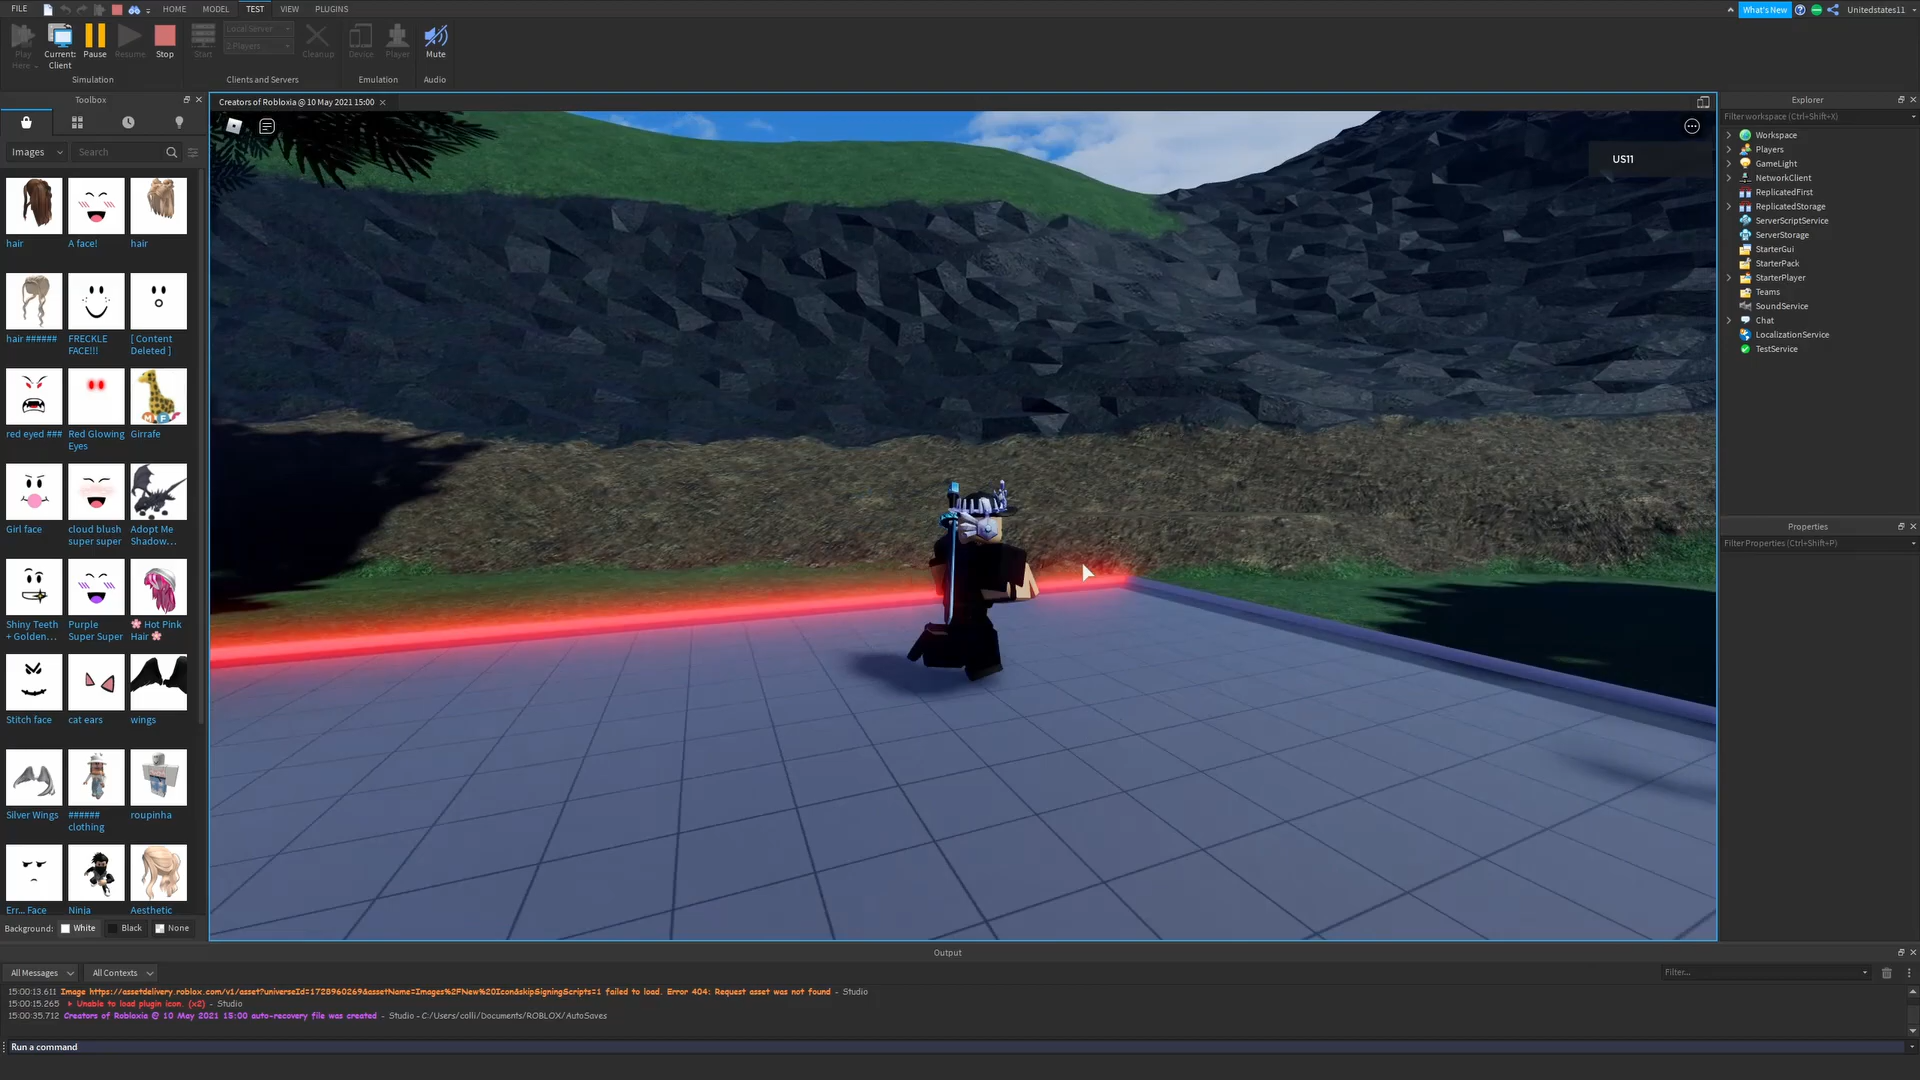 FILE
HOME
MODEL
TEST
VIEW
PLUGINS
What's New
Unitedstates11
Play Here
Current: Client
Pause
Resume
Stop
Start
Local Server
2 Players
Cleanup
Device
Player
Mute
Simulation
Clients and Servers
Emulation
Audio
Toolbox
Images
Search
hair
A face!
hair
hair ######
FRECKLE
FACE!!!
[ Content
Deleted ]
red eyed ###
Red Glowing
Eyes
Girrafe
Girl face
cloud blush
super super
Adopt Me
Shadow...
Shiny Teeth
+ Golden...
Purple
Super Super
Hot Pink
Hair
Stitch face
cat ears
wings
Silver Wings
######
clothing
roupinha
Err... Face
Ninja
Aesthetic
Background:
White
Black
None
Creators of Robloxia @ 10 May 2021 15:00
US11
Explorer
Filter workspace (Ctrl+Shift+X)
Workspace
Players
GameLight
NetworkClient
ReplicatedFirst
ReplicatedStorage
ServerScriptService
ServerStorage
StarterGui
StarterPack
StarterPlayer
Teams
SoundService
Chat
LocalizationService
TestService
Properties
Filter Properties (Ctrl+Shift+P)
Output
All Messages
All Contexts
Filter...
15:00:13.611 Image https://assetdelivery.roblox.com/v1/asset?universeId=1728960269&assetName=Images%2FNew%20Icon&skipSigningScripts=1 failed to load. Error 404: Request asset was not found - Studio
15:00:15.265 Unable to load plugin icon. (x2) - Studio
15:00:35.712 Creators of Robloxia @ 10 May 2021 15:00 auto-recovery file was created - Studio - C:/Users/colli/Documents/ROBLOX/AutoSaves
Run a command